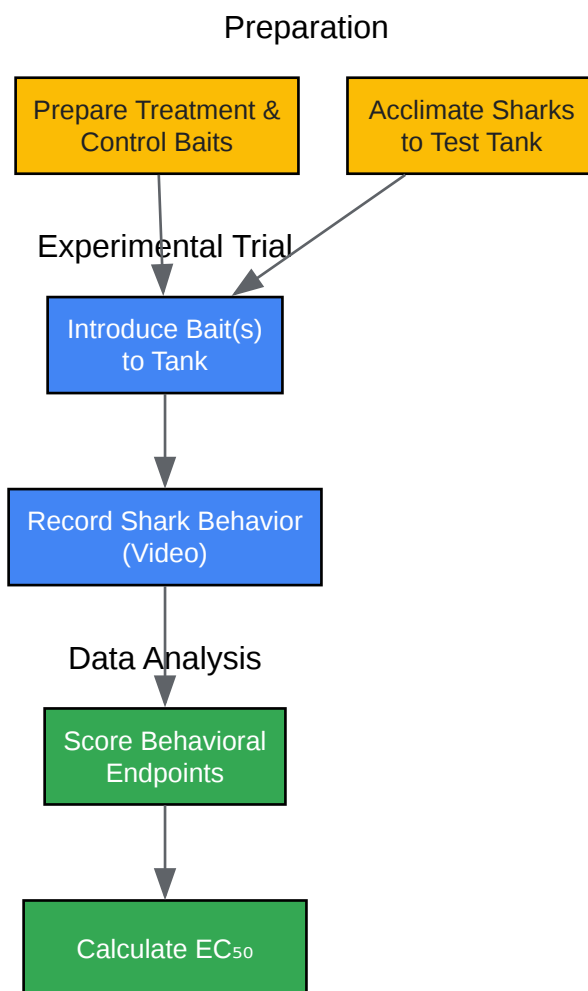 Preparation
Prepare Treatment &
Control Baits
Acclimate Sharks
to Test Tank
Experimental Trial
Introduce Bait(s)
to Tank
Record Shark Behavior
(Video)
Data Analysis
Score Behavioral
Endpoints
Calculate EC₅₀